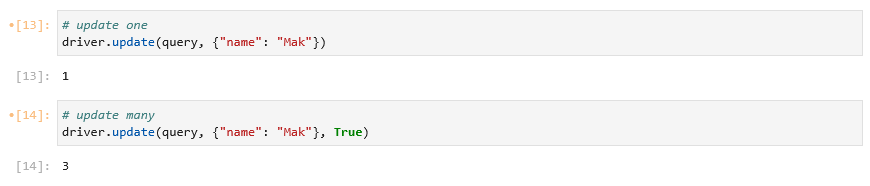 •[13]: # update one
driver.update(query, {"name": "Mak"})
[13]: 1
•[14]: # update many
driver.update(query, {"name": "Mak"}, True)
[14]: 3